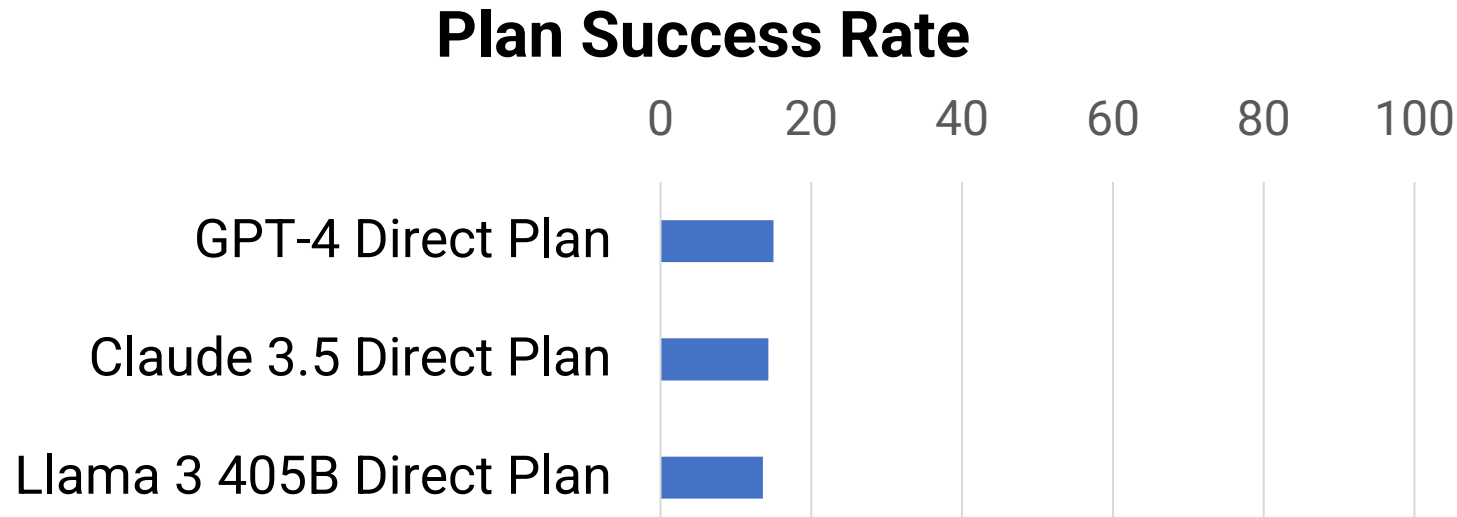 Plan Success Rate
0 20 40 60 80 100
GPT-4 Direct Plan
Claude 3.5 Direct Plan
Llama 3 405B Direct Plan